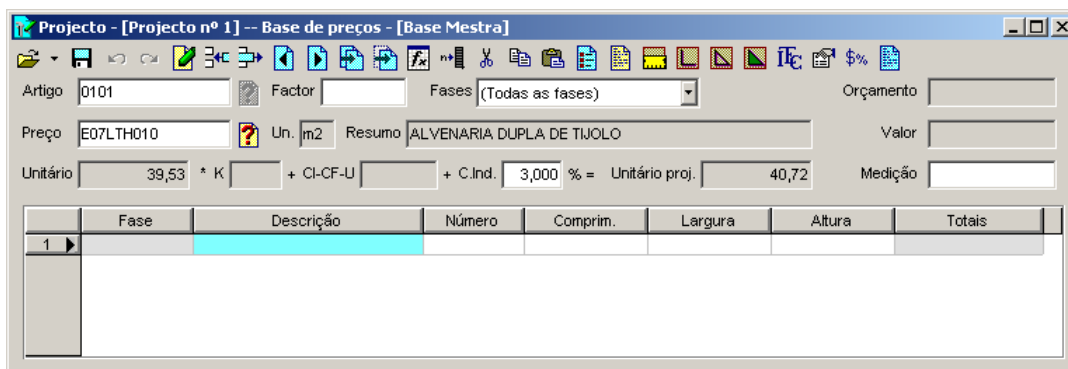 Projecto - [Projecto nº 1] -- Base de preços - [Base Mestra]
Artigo 0101 Factor Fases (Todas as fases) Orçamento
Preço E07LTH010 Un. m2 Resumo ALVENARIA DUPLA DE TIJOLO Valor
Unitário 39,53 * K + CI-CF-U + C.Ind. 3,000 % = Unitário proj. 40,72 Medição
Fase Descrição Número Comprim. Largura Altura Totais
1